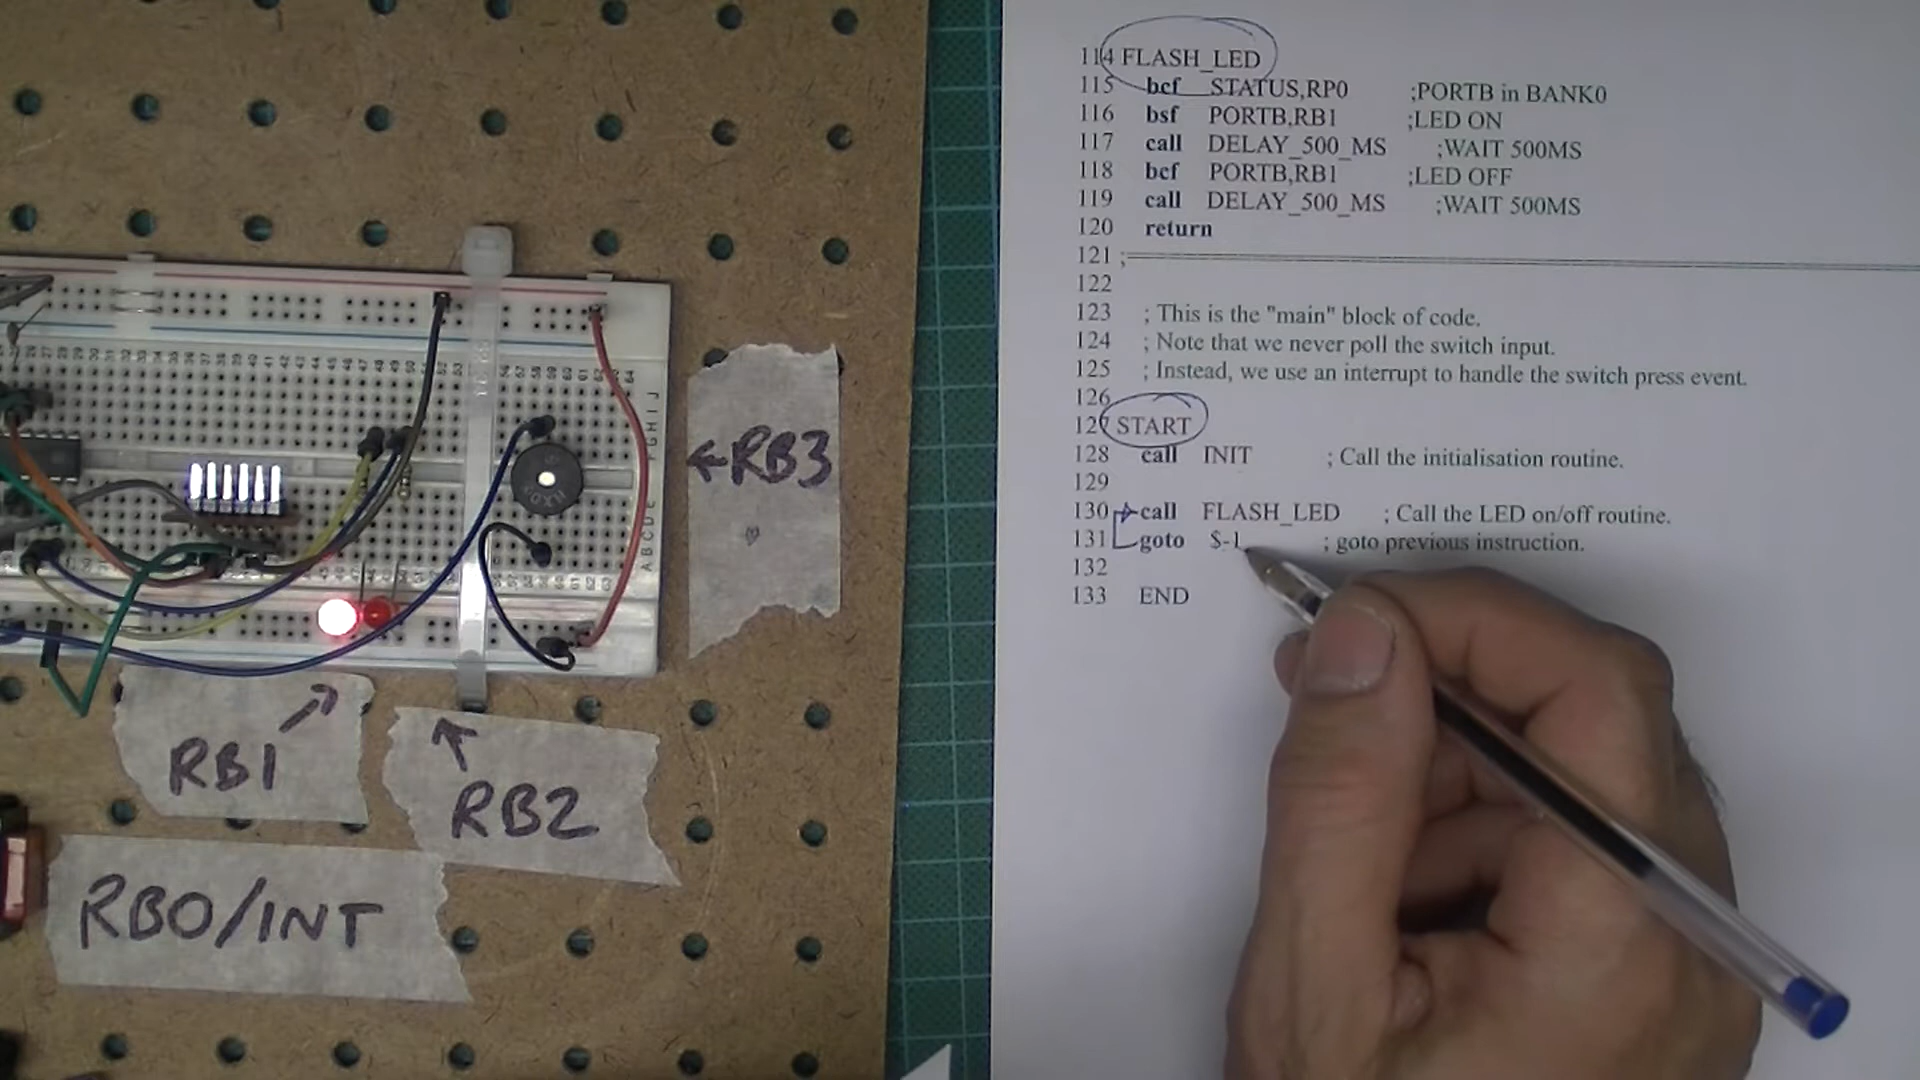 114 FLASH_LED
115 bcf STATUS,RP0 ;PORTB in BANK0
116 bsf PORTB,RB1 ;LED ON
117 call DELAY_500_MS ;WAIT 500MS
118 bcf PORTB,RB1 ;LED OFF
119 call DELAY_500_MS ;WAIT 500MS
120 return
121 ;
122
123 ; This is the "main" block of code.
124 ; Note that we never poll the switch input.
125 ; Instead, we use an interrupt to handle the switch press event.
126
127 START
128 call INIT ; Call the initialisation routine.
129
130 call FLASH_LED ; Call the LED on/off routine.
131 goto $-1 ; goto previous instruction.
132
133 END
←RB3
RB1
RB2
RB0/INT